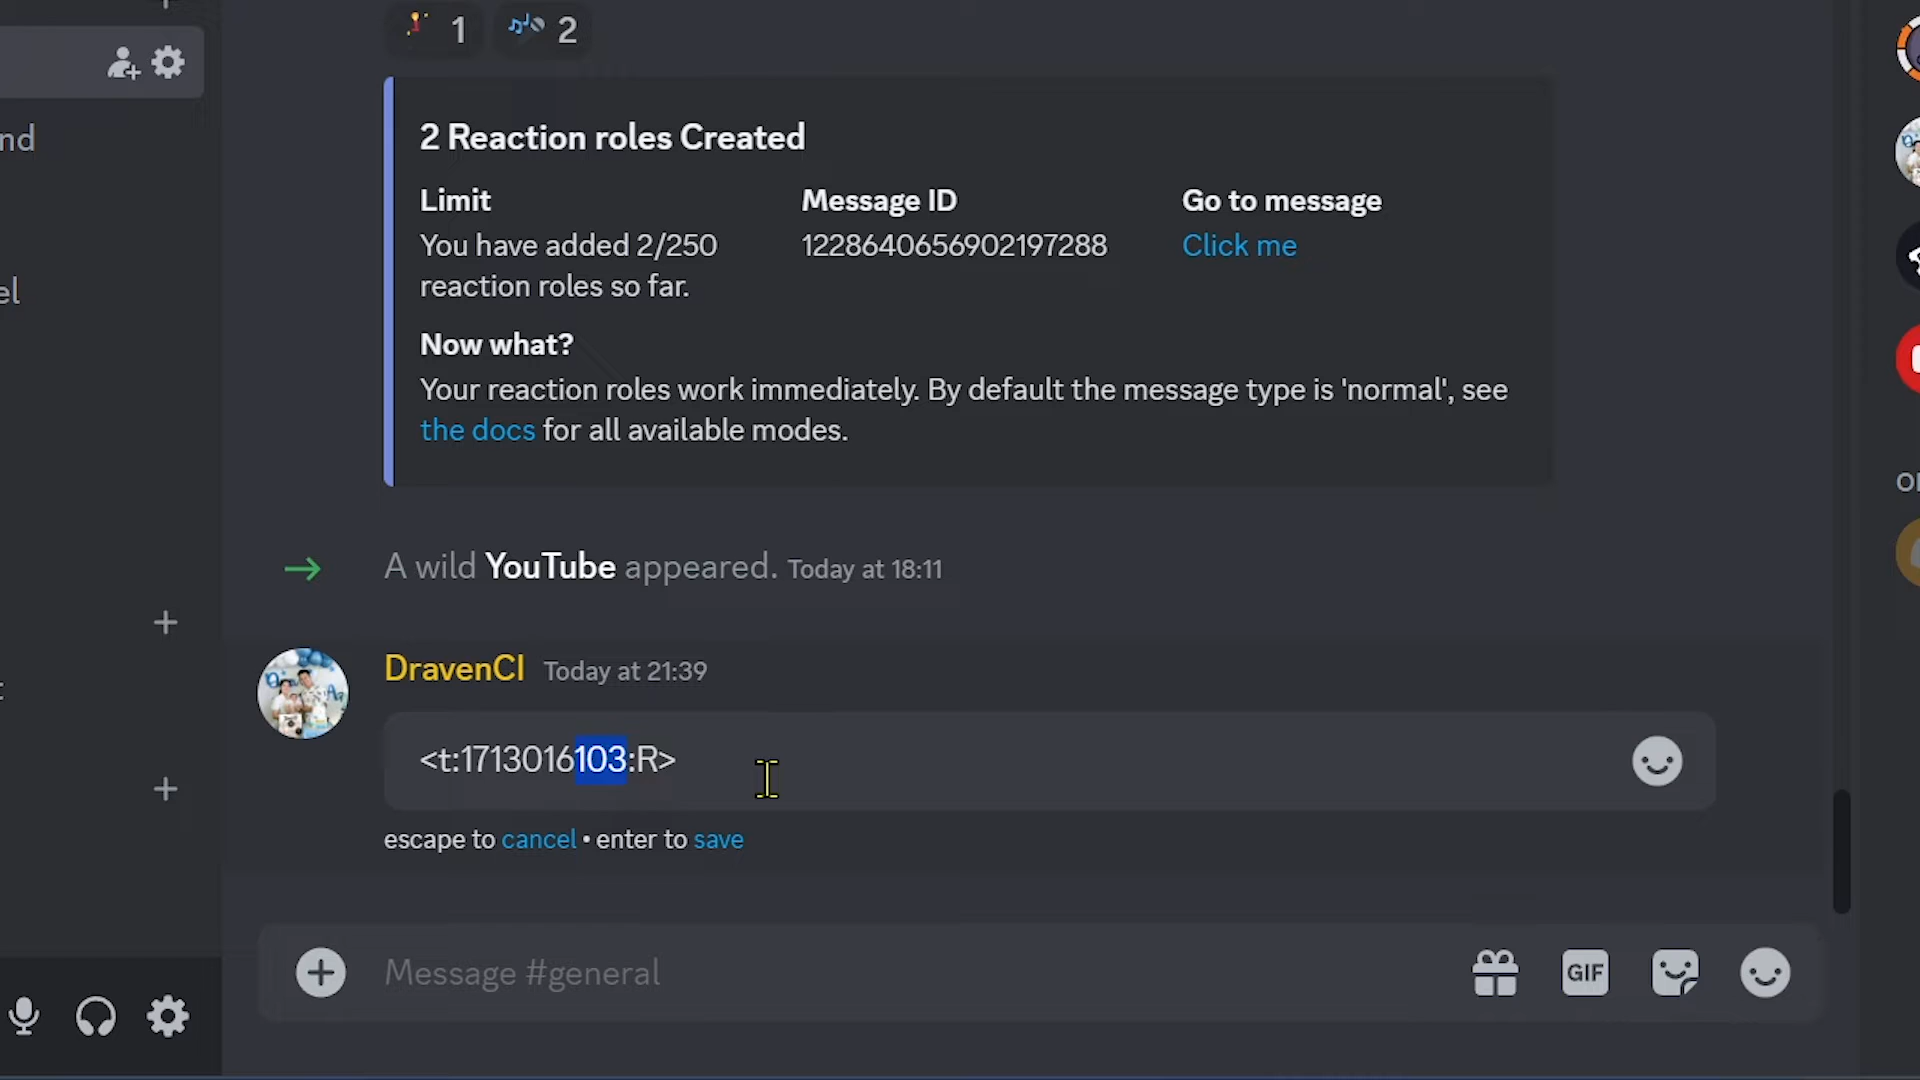 1 2
nd
2 Reaction roles Created
Limit Message ID Go to message
You have added 2/250 1228640656902197288 Click me
reaction roles so far.
el
Now what?
Your reaction roles work immediately. By default the message type is 'normal', see
the docs for all available modes.
A wild YouTube appeared. Today at 18:11
DravenCl Today at 21:39
<t:1713016103:R>
escape to cancel • enter to save
Message #general
GIF